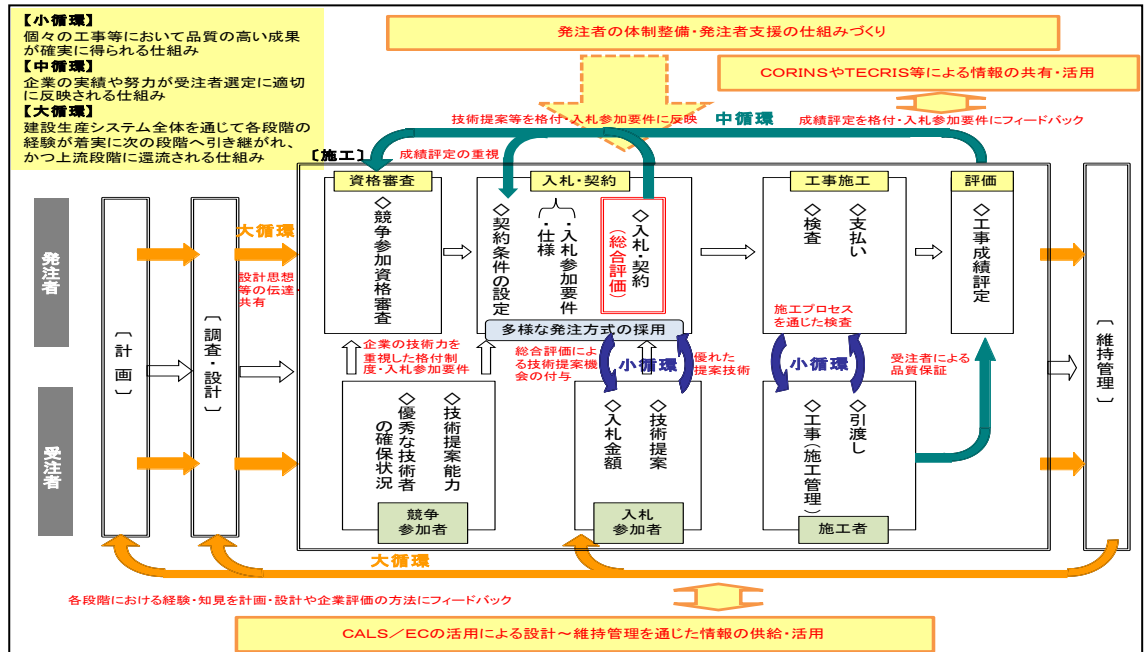 【小循環】
個々の工事等において品質の高い成果
が確実に得られる仕組み
【中循環】
企業の実績や努力が受注者選定に適切
に反映される仕組み
【大循環】
建設生産システム全体を通じて各段階の
経験が着実に次の段階へ引き継がれ、
かつ上流段階に還流される仕組み
発注者の体制整備・発注者支援の仕組みづくり
CORINSやTECRIS等による情報の共有・活用
技術提案等を格付・入札参加要件に反映
中循環
成績評定を格付・入札参加要件にフィードバック
〔施工〕
成績評定の重視
資格審査
入札・契約
工事施工
評価
発注者
受注者
〔計画〕
〔調査・設計〕
大循環
設計思想
等の伝達・
共有
◇競争参加資格審査
◇契約条件の設定
・入札参加要件
・仕様
◇入札・契約
(総合評価)
多様な発注方式の採用
◇支払い
◇検査
施工プロセス
を通じた検査
◇工事成績評定
〔維持管理〕
企業の技術力を
重視した格付制
度・入札参加要件
総合評価によ
る技術提案機
会の付与
小循環
優れた
提案技術
小循環
受注者による
品質保証
◇技術提案能力
◇優秀な技術者
の確保状況
競争
参加者
◇技術提案
◇入札金額
入札
参加者
◇引渡し
◇工事(施工管理)
施工者
大循環
各段階における経験・知見を計画・設計や企業評価の方法にフィードバック
CALS/ECの活用による設計～維持管理を通じた情報の供給・活用